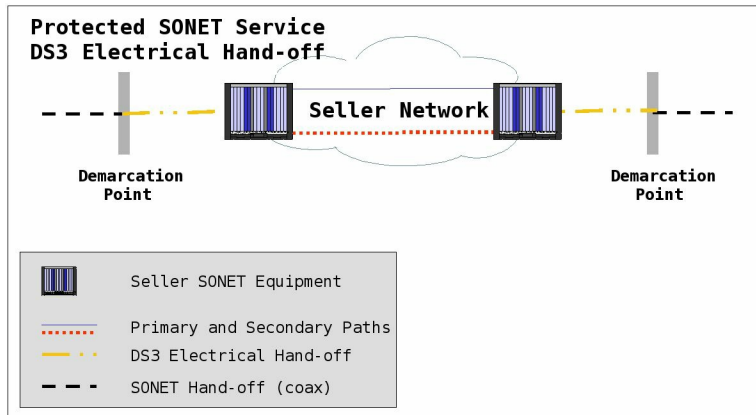 Protected SONET Service
DS3 Electrical Hand-off
Seller Network
Demarcation
Point
Demarcation
Point
Seller SONET Equipment
Primary and Secondary Paths
DS3 Electrical Hand-off
SONET Hand-off (coax)